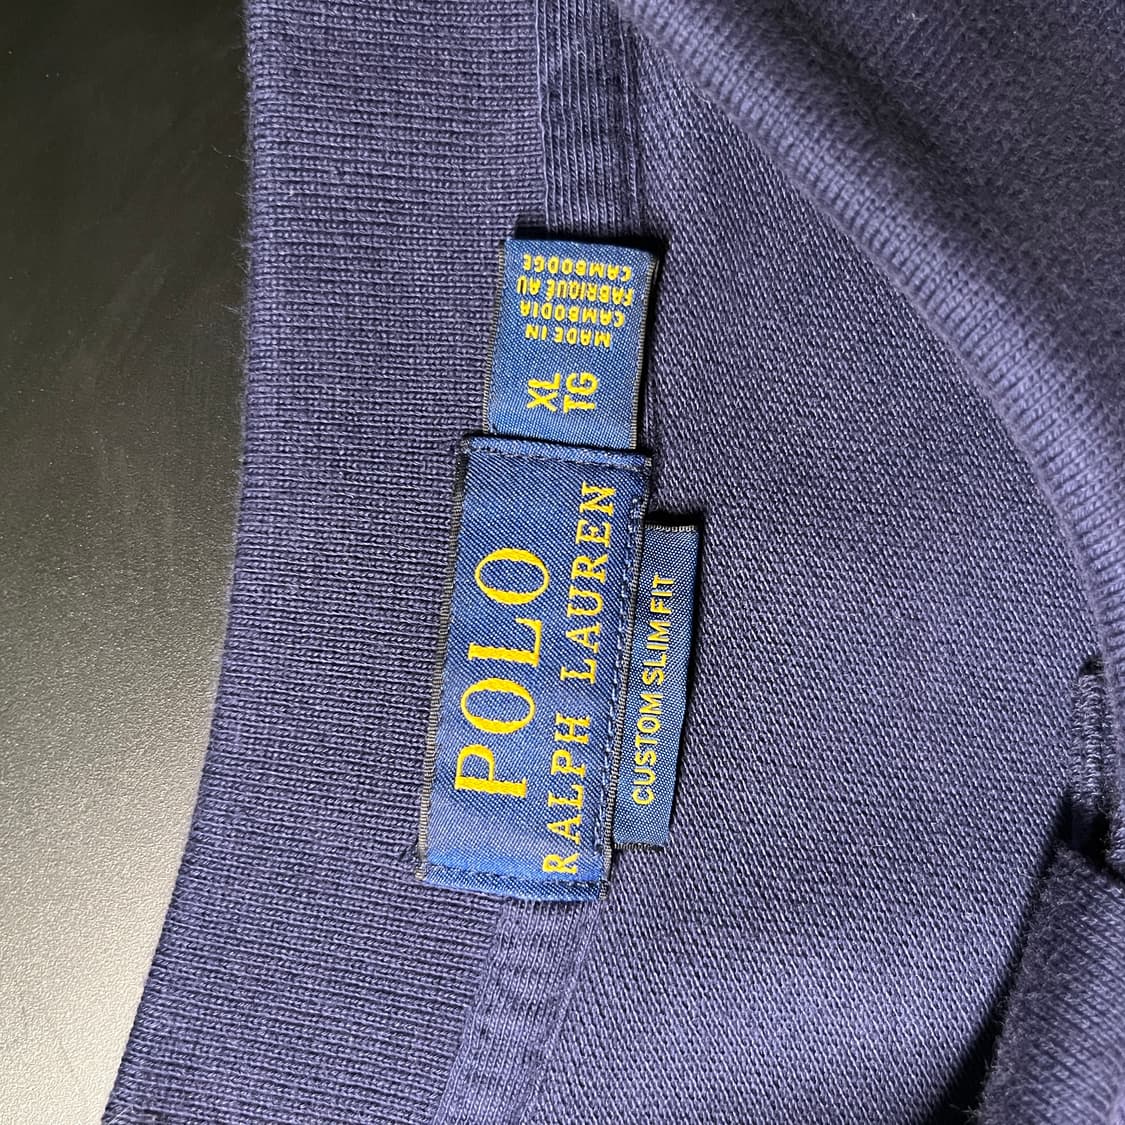 POLO
RALPH LAUREN
XL
TG
MADE IN
CAMBODIA
FABRIQUÉ AU
CAMBODGE
CUSTOM SLIM FIT